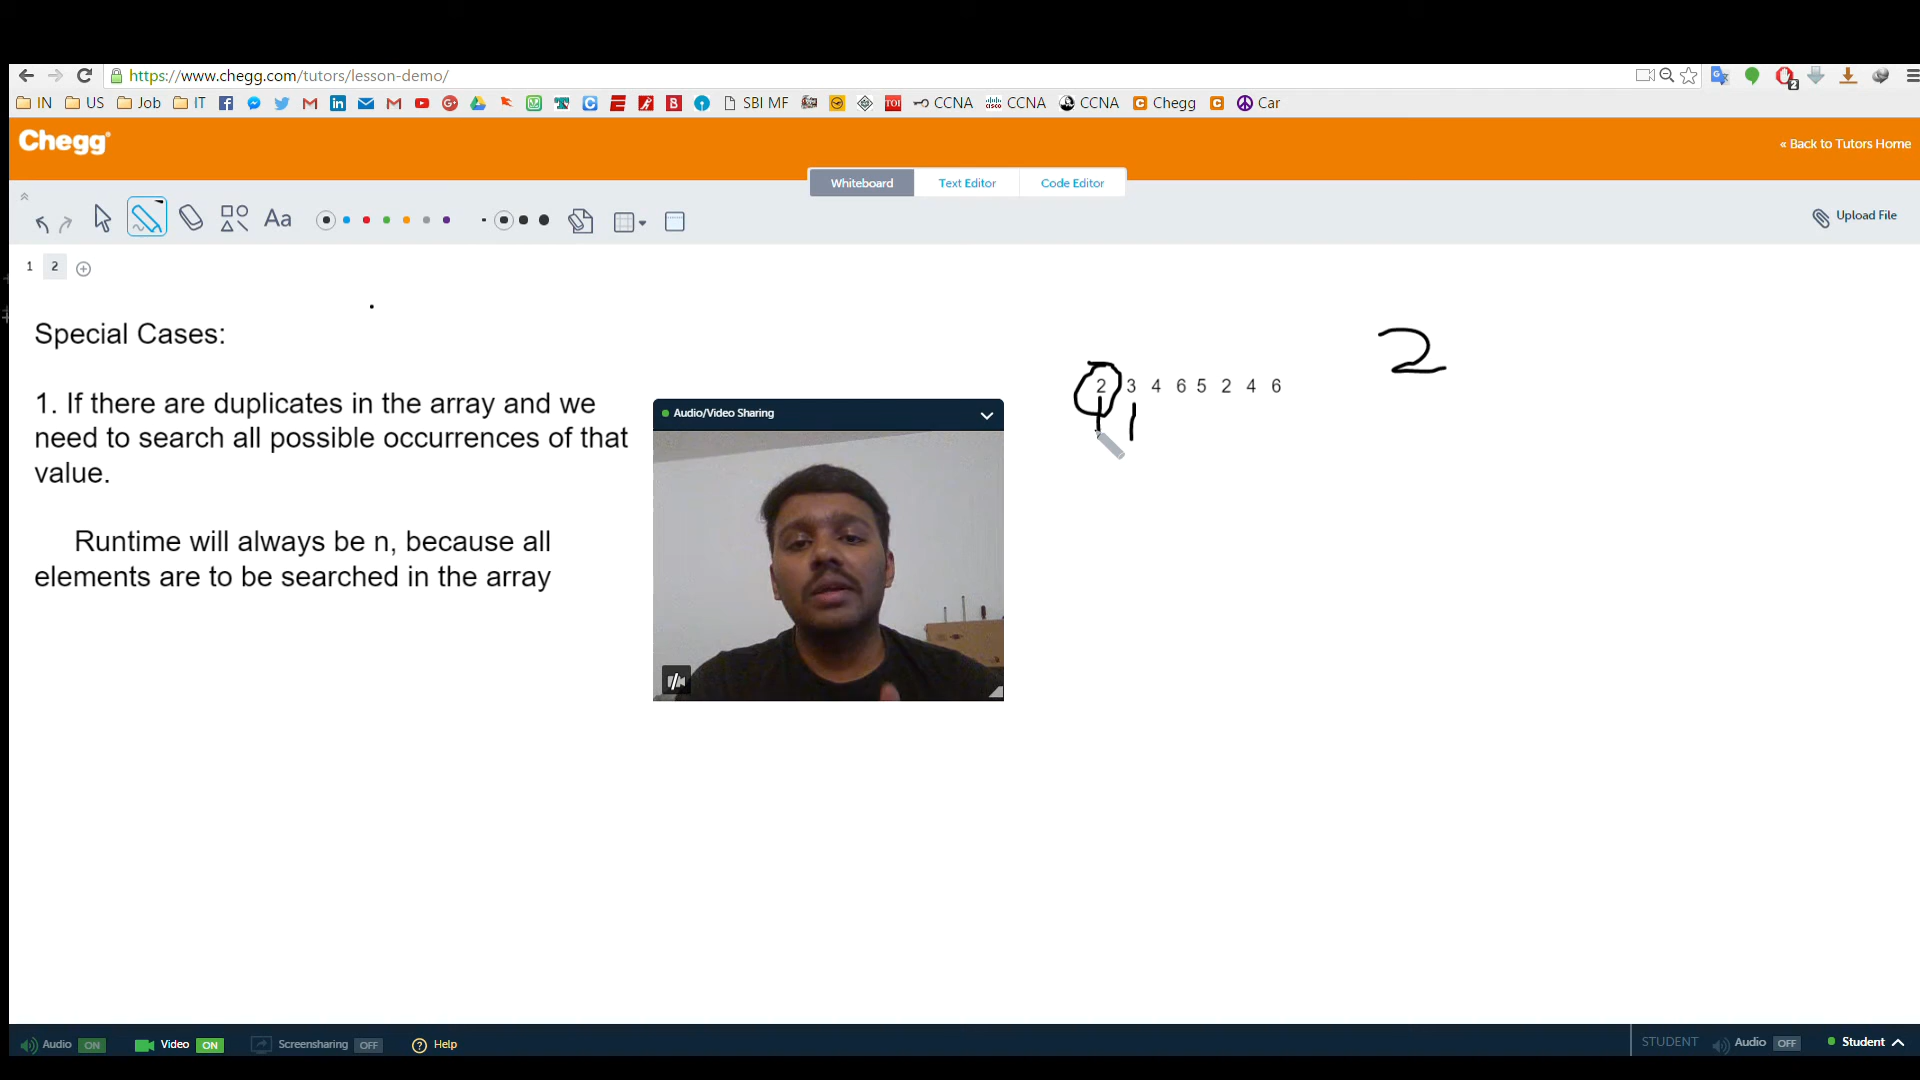 https://www.chegg.com/tutors/lesson-demo/
IN US Job IT SBI MF TOI CCNA CCNA CCNA Chegg Car
Chegg
« Back to Tutors Home
Whiteboard Text Editor Code Editor
Aa
Upload File
1 2
Special Cases:
2
2 3 4 6 5 2 4 6
1. If there are duplicates in the array and we
need to search all possible occurrences of that
value.
Audio/Video Sharing
Runtime will always be n, because all
elements are to be searched in the array
Audio ON Video ON Screensharing OFF Help STUDENT Audio OFF Student